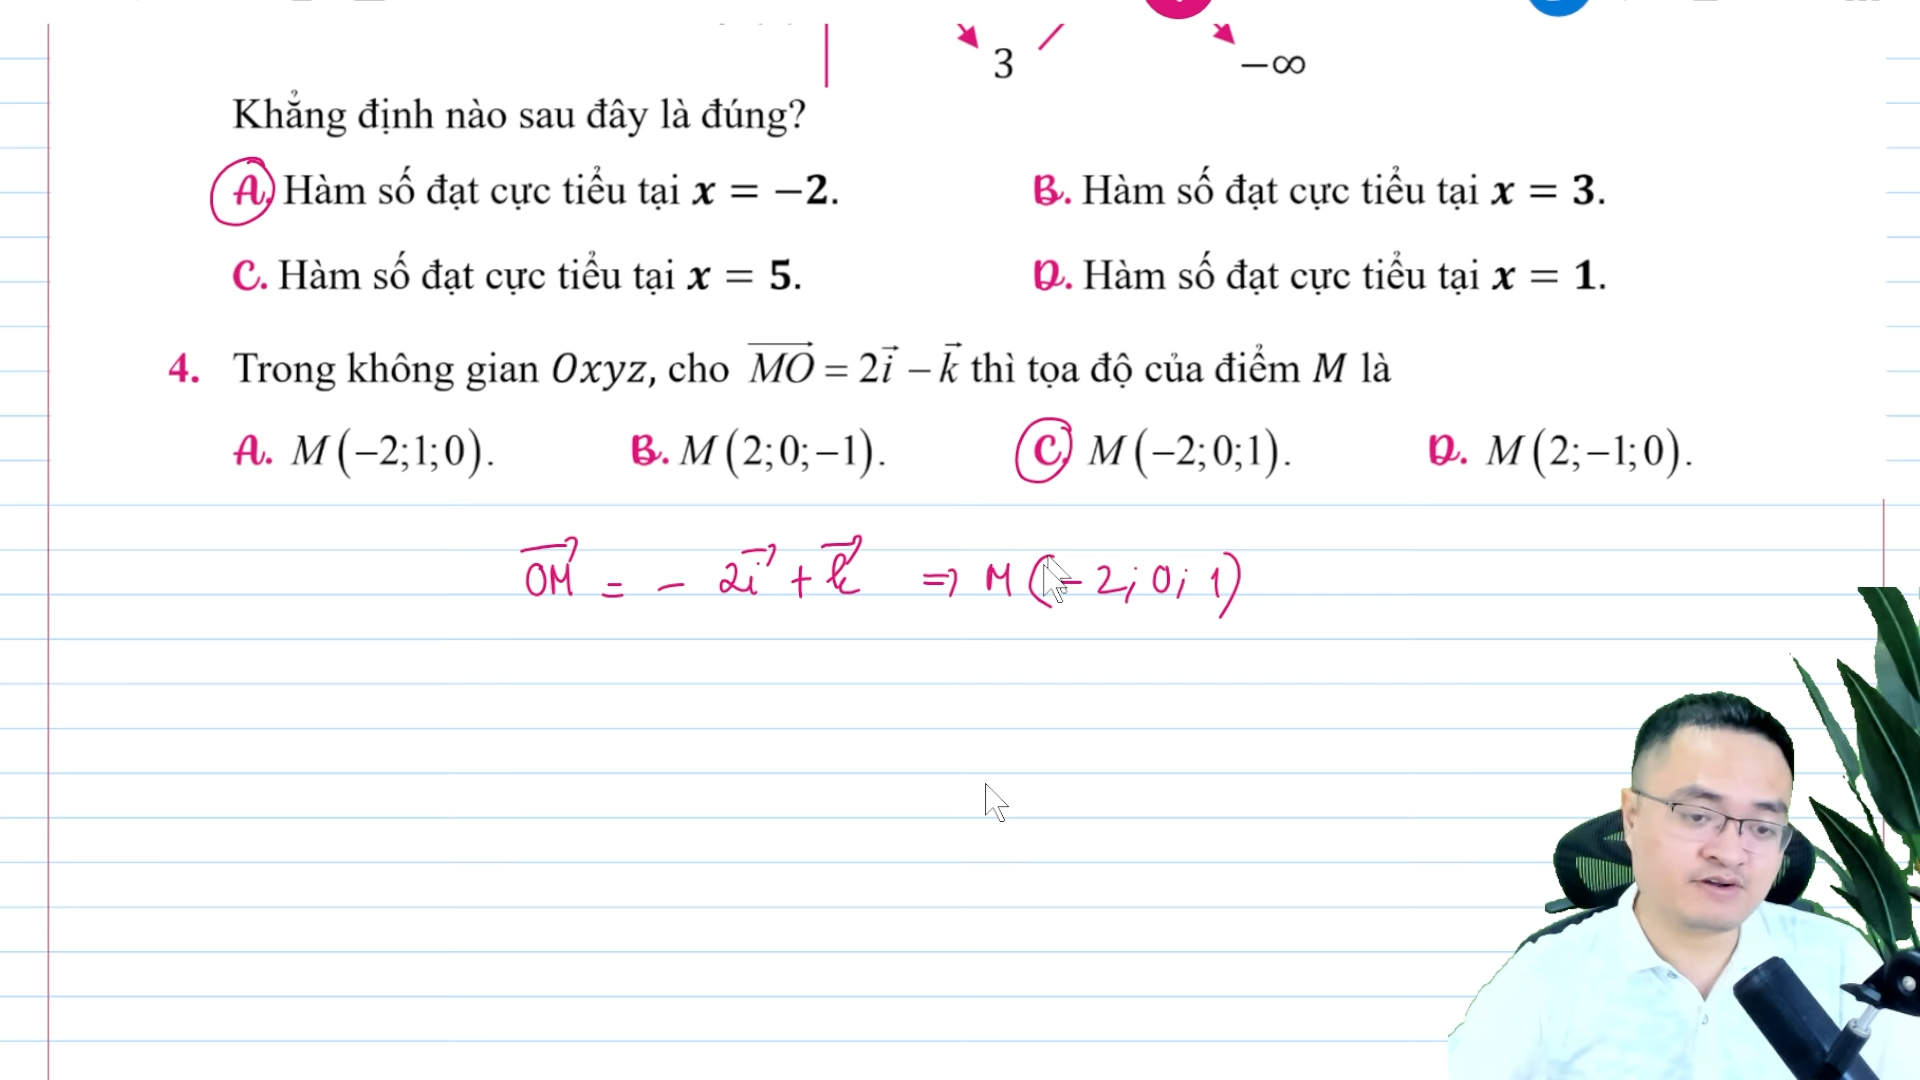 3
−∞
Khẳng định nào sau đây là đúng?
A. Hàm số đạt cực tiểu tại x = −2. B. Hàm số đạt cực tiểu tại x = 3.
C. Hàm số đạt cực tiểu tại x = 5. D. Hàm số đạt cực tiểu tại x = 1.
4. Trong không gian Oxyz, cho \overrightarrow{MO} = 2\vec{i} − \vec{k} thì tọa độ của điểm M là
A. M(−2;1;0). B. M(2;0;−1). C. M(−2;0;1). D. M(2;−1;0).
\overrightarrow{OM} = − 2\vec{i} + \vec{k} ⇒ M(−2; 0; 1)